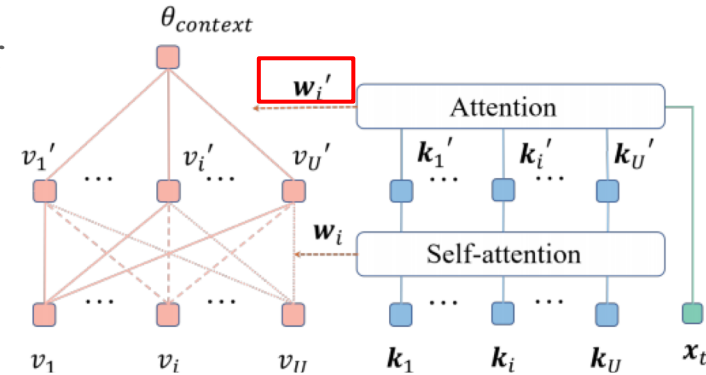 θ_context
w_i′
Attention
v_1′ ... v_i′ ... v_U′
k_1′ ... k_i′ ... k_U′
w_i
Self-attention
... ...
... ...
v_1 v_i v_U
k_1 k_i k_U x_t